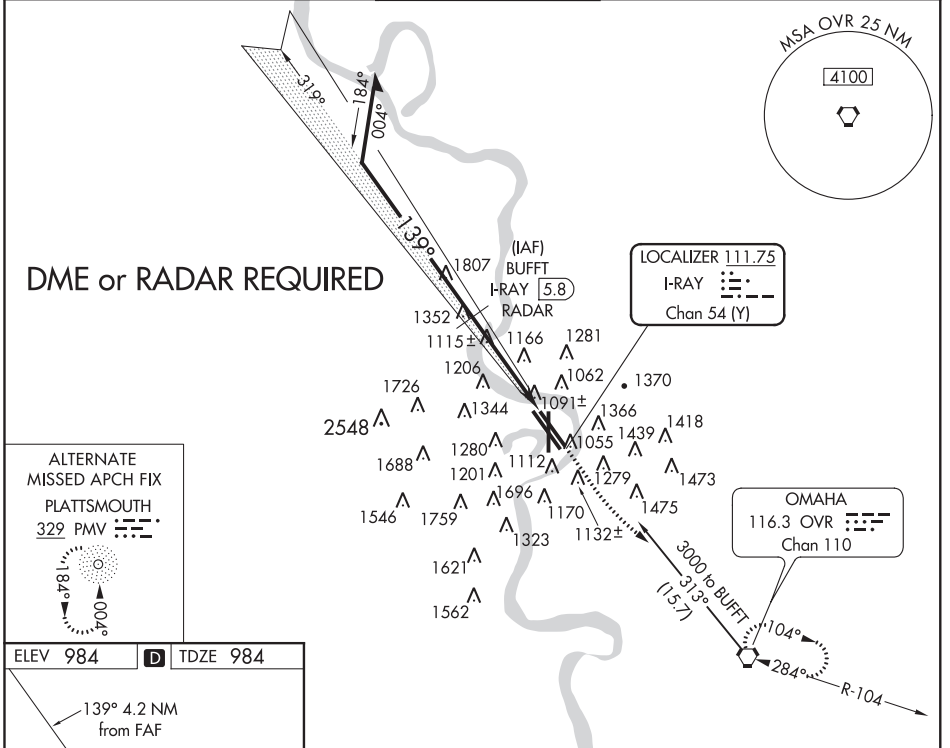 MSA OVR 25 NM
4100
319°
184°
004°
139°
DME or RADAR REQUIRED
(IAF)
BUFFT
I-RAY 5.8
RADAR
LOCALIZER 111.75
I-RAY
Chan 54 (Y)
1807
1352
1115±
1166
1281
1206
1062
1370
1726
1344
1091±
2548
1366
1418
1280
1055
1439
1688
1201
1112
1279
1473
1546
1759
1696
1170
1475
1323
1132±
1621
1562
ALTERNATE
MISSED APCH FIX
PLATTSMOUTH
329 PMV
184°
004°
OMAHA
116.3 OVR
Chan 110
3000 to BUFFT
313°
(15.7)
104°
284°
R-104
ELEV 984 D TDZE 984
139° 4.2 NM
from FAF